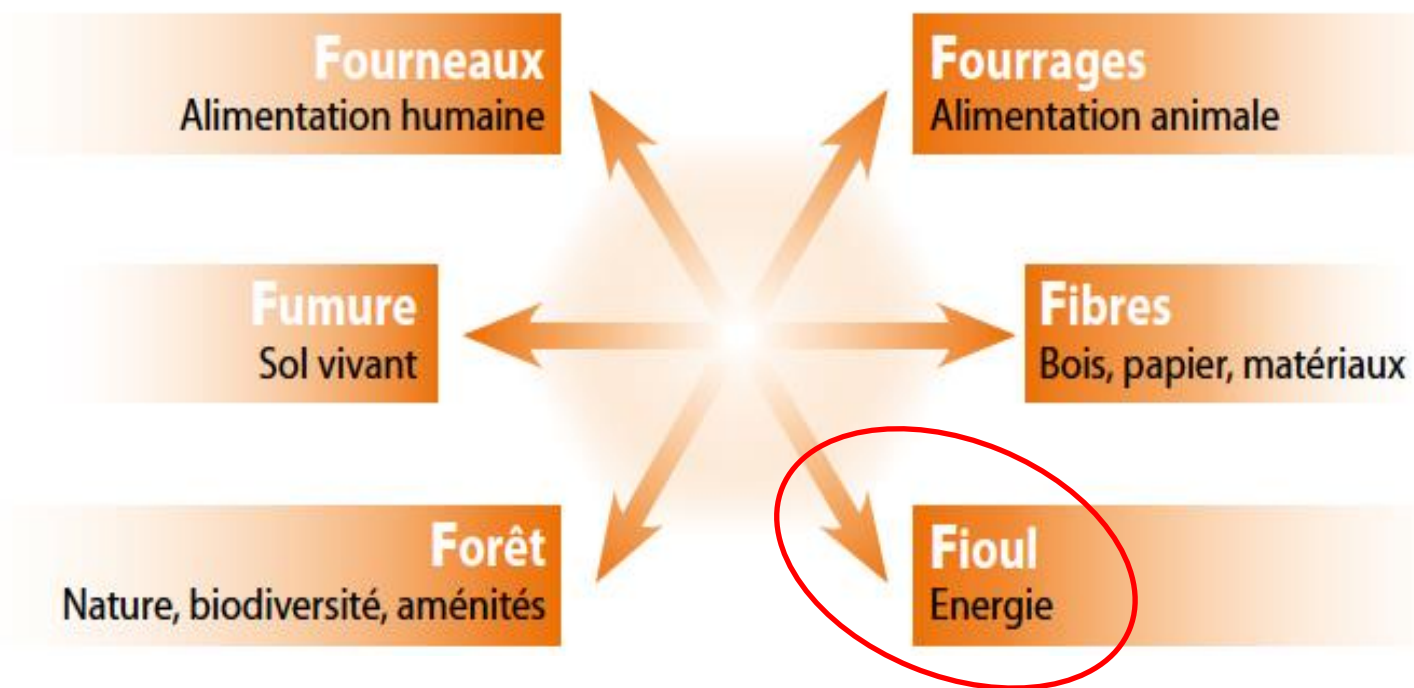 Fourneaux
Alimentation humaine
Fourrages
Alimentation animale
Fumure
Sol vivant
Fibres
Bois, papier, matériaux
Forêt
Nature, biodiversité, aménités
Fioul
Energie